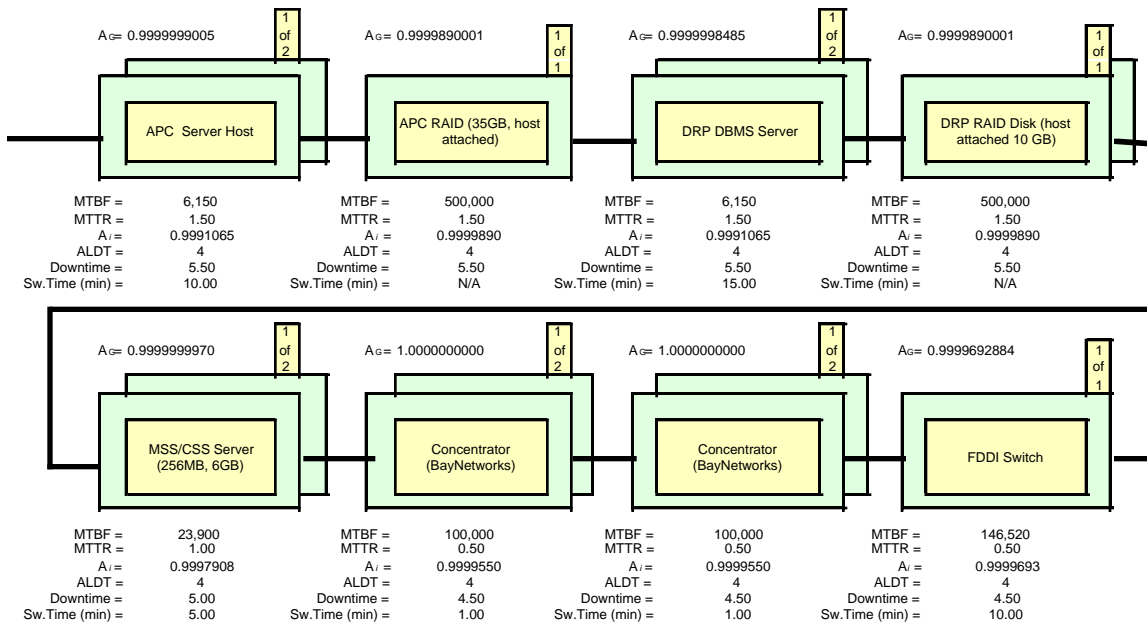 AG= 0.9999999005
1
of
2
APC Server Host
MTBF = 6,150
MTTR = 1.50
Ai = 0.9991065
ALDT = 4
Downtime = 5.50
Sw.Time (min) = 10.00
AG= 0.9999890001
1
of
1
APC RAID (35GB, host
attached)
MTBF = 500,000
MTTR = 1.50
Ai = 0.9999890
ALDT = 4
Downtime = 5.50
Sw.Time (min) = N/A
AG= 0.9999998485
1
of
2
DRP DBMS Server
MTBF = 6,150
MTTR = 1.50
Ai = 0.9991065
ALDT = 4
Downtime = 5.50
Sw.Time (min) = 15.00
AG= 0.9999890001
1
of
1
DRP RAID Disk (host
attached 10 GB)
MTBF = 500,000
MTTR = 1.50
Ai = 0.9999890
ALDT = 4
Downtime = 5.50
Sw.Time (min) = N/A
AG= 0.9999999970
1
of
2
MSS/CSS Server
(256MB, 6GB)
MTBF = 23,900
MTTR = 1.00
Ai = 0.9997908
ALDT = 4
Downtime = 5.00
Sw.Time (min) = 5.00
AG= 1.0000000000
1
of
2
Concentrator
(BayNetworks)
MTBF = 100,000
MTTR = 0.50
Ai = 0.9999550
ALDT = 4
Downtime = 4.50
Sw.Time (min) = 1.00
AG= 1.0000000000
1
of
2
Concentrator
(BayNetworks)
MTBF = 100,000
MTTR = 0.50
Ai = 0.9999550
ALDT = 4
Downtime = 4.50
Sw.Time (min) = 1.00
AG= 0.9999692884
1
of
1
FDDI Switch
MTBF = 146,520
MTTR = 0.50
Ai = 0.9999693
ALDT = 4
Downtime = 4.50
Sw.Time (min) = 10.00